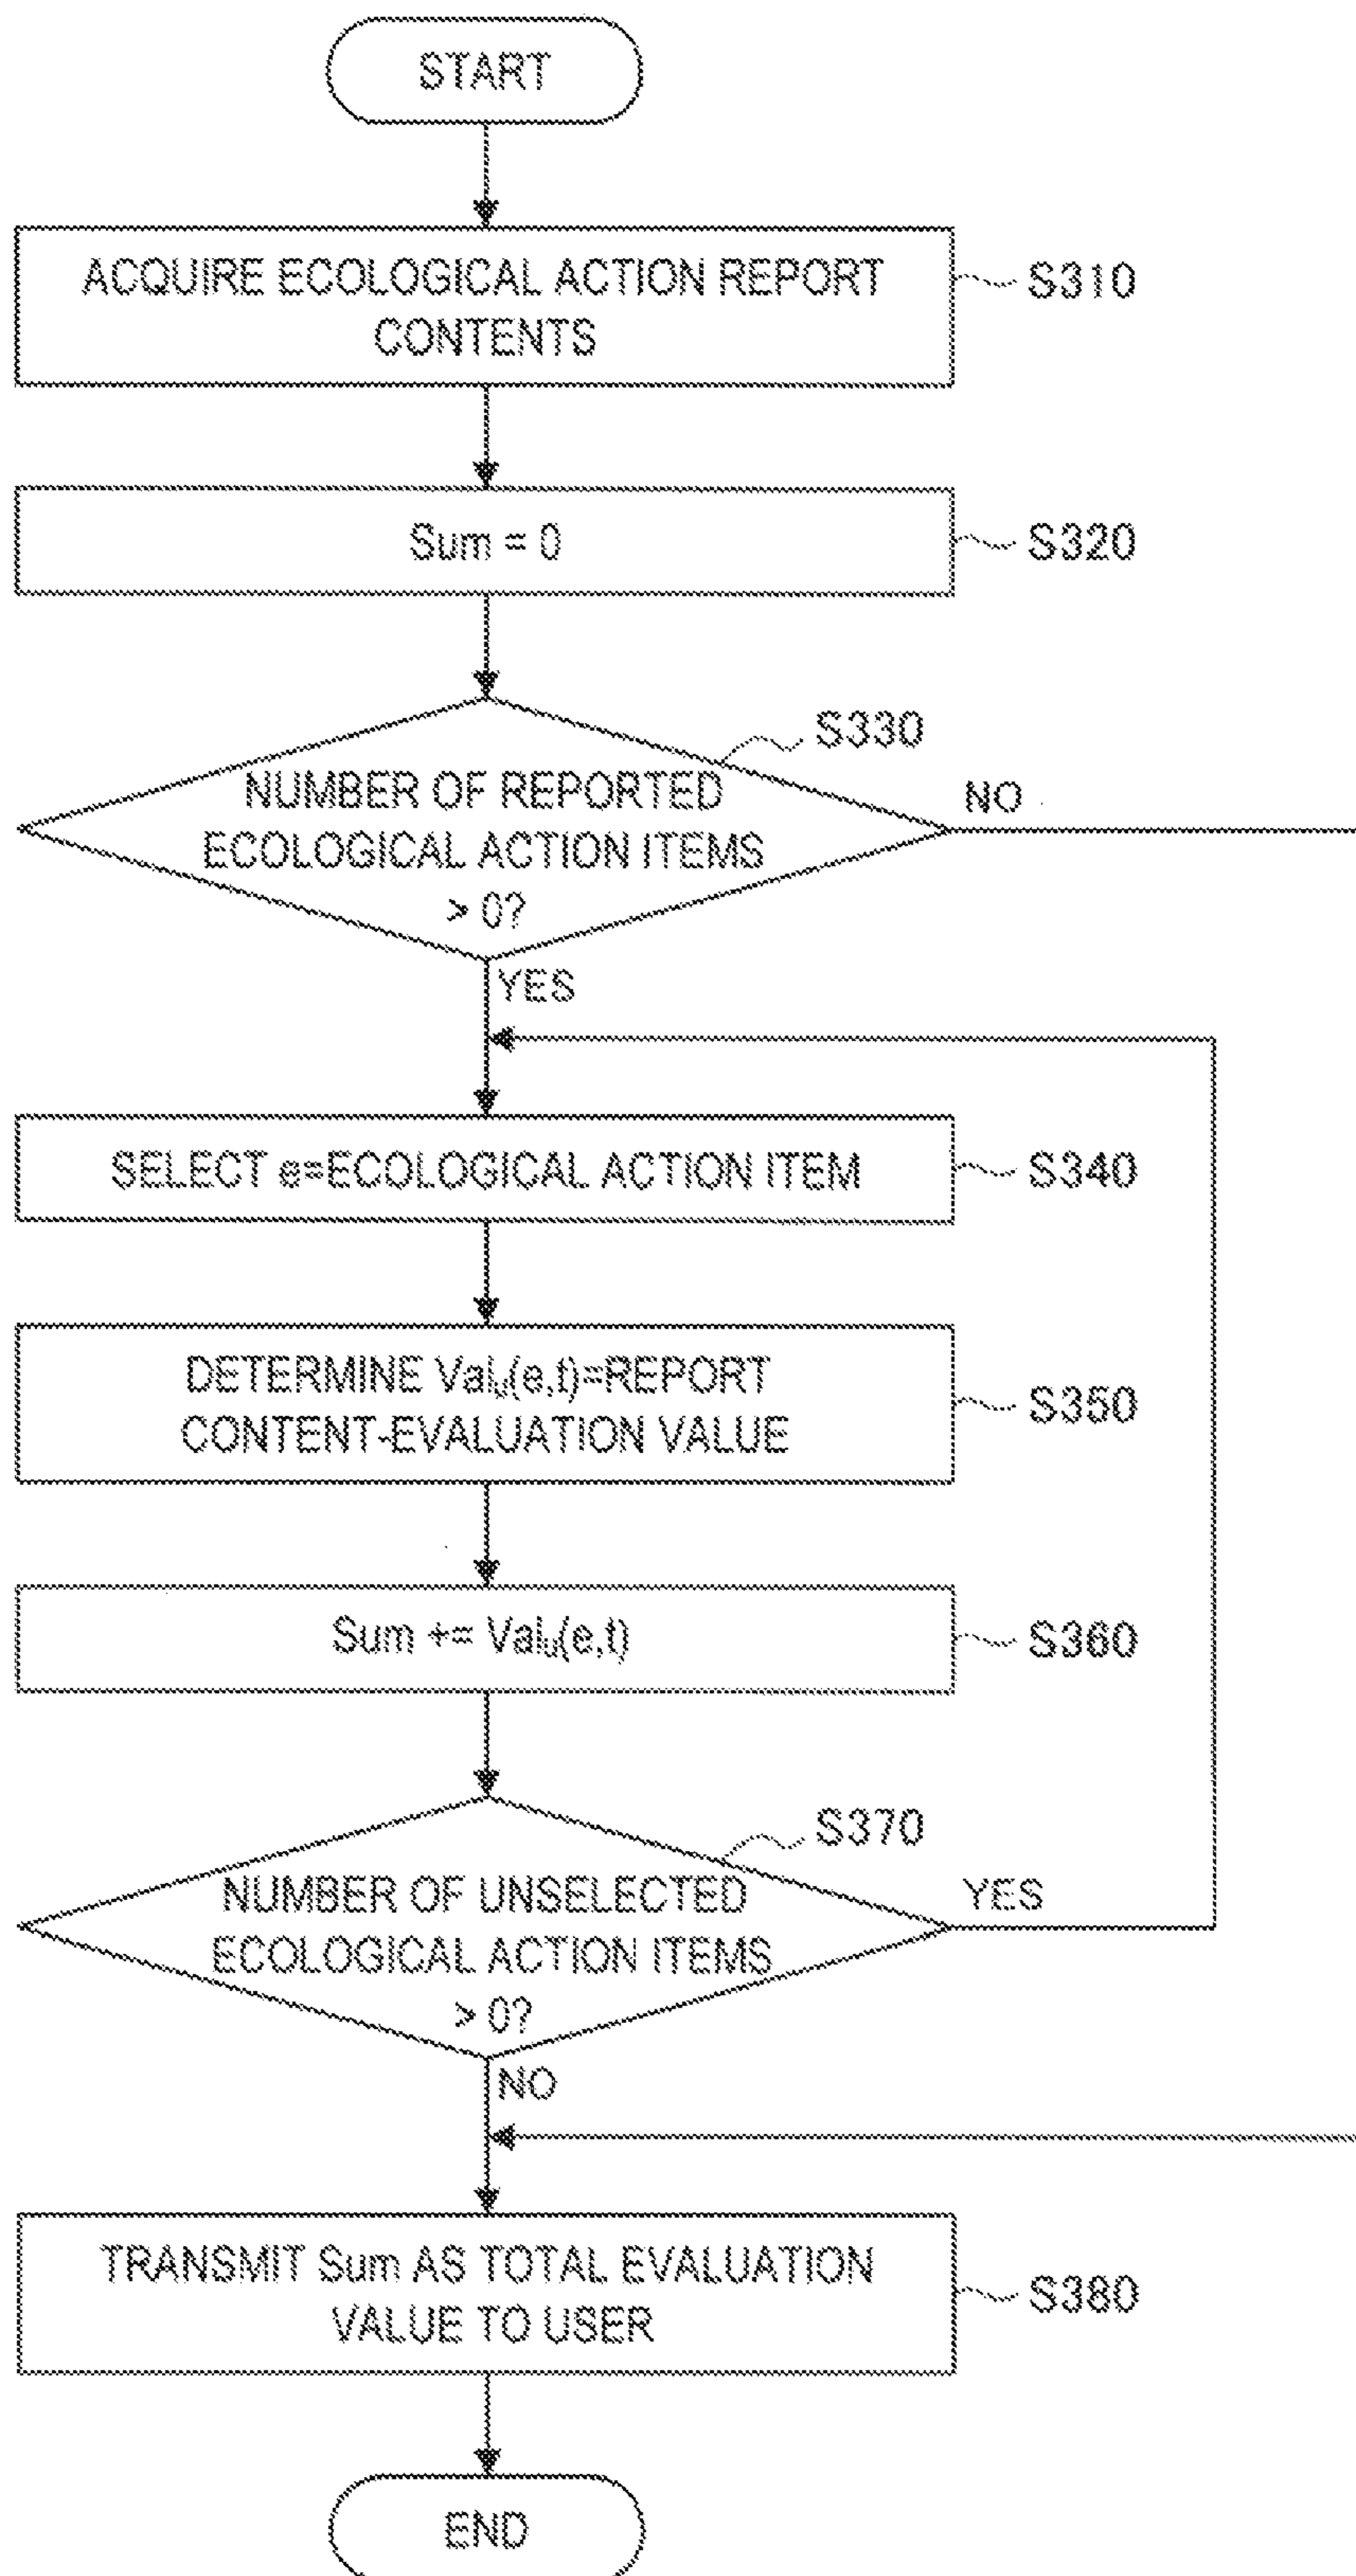 START
ACQUIRE ECOLOGICAL ACTION REPORT
CONTENTS
S310
Sum = 0
S320
S330
NUMBER OF REPORTED
ECOLOGICAL ACTION ITEMS
> 0?
NO
YES
SELECT e=ECOLOGICAL ACTION ITEM
S340
DETERMINE Valu(e,t)=REPORT
CONTENT-EVALUATION VALUE
S350
Sum += Valu(e,t)
S360
S370
NUMBER OF UNSELECTED
ECOLOGICAL ACTION ITEMS
> 0?
YES
NO
TRANSMIT Sum AS TOTAL EVALUATION
VALUE TO USER
S380
END